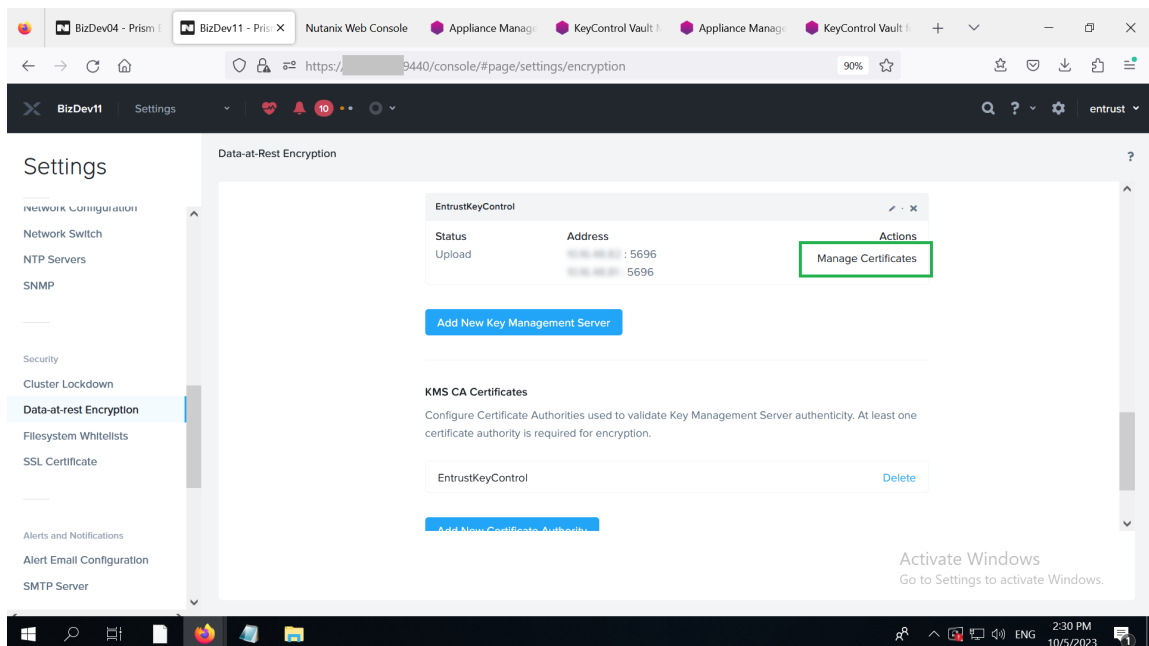 BizDev04 - Prism E
BizDev11 - Pris
Nutanix Web Console
Appliance Manage
KeyControl Vault
Appliance Manage
KeyControl Vault f
https:/ 9440/console/#page/settings/encryption
90%
BizDev11
Settings
10
?
entrust
Settings
Network Configuration
Network Switch
NTP Servers
SNMP
Security
Cluster Lockdown
Data-at-rest Encryption
Filesystem Whitelists
SSL Certificate
Alerts and Notifications
Alert Email Configuration
SMTP Server
Data-at-Rest Encryption
?
EntrustKeyControl
Status
Address
Actions
Upload
: 5696
Manage Certificates
5696
Add New Key Management Server
KMS CA Certificates
Configure Certificate Authorities used to validate Key Management Server authenticity. At least one
certificate authority is required for encryption.
EntrustKeyControl
Delete
Add New Certificate Authority
Activate Windows
Go to Settings to activate Windows.
ENG
2:30 PM
10/5/2023
1